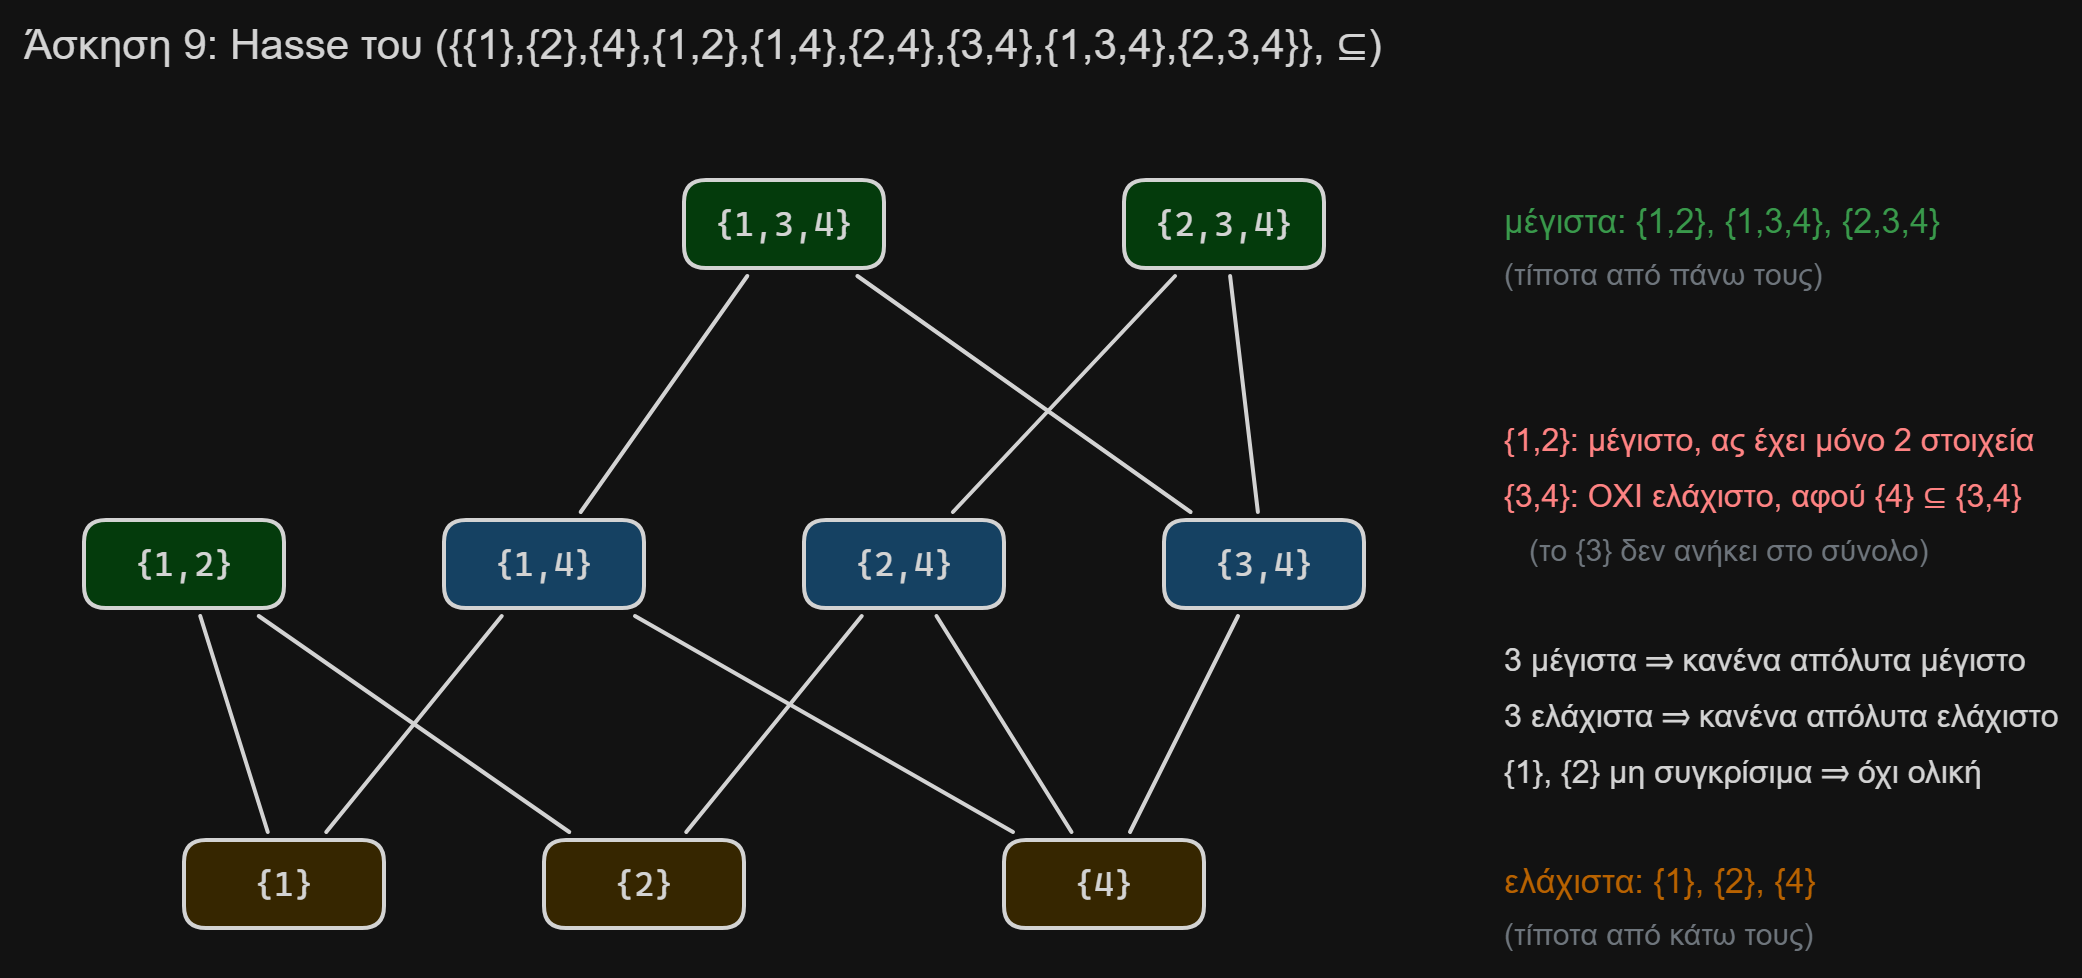 Άσκηση 9: Hasse του ({{1},{2},{4},{1,2},{1,4},{2,4},{3,4},{1,3,4},{2,3,4}}, ⊆)
{1,3,4}
{2,3,4}
μέγιστα: {1,2}, {1,3,4}, {2,3,4}
(τίποτα από πάνω τους)
{1,2}: μέγιστο, ας έχει μόνο 2 στοιχεία
{3,4}: ΟΧΙ ελάχιστο, αφού {4} ⊆ {3,4}
(το {3} δεν ανήκει στο σύνολο)
{1,2}
{1,4}
{2,4}
{3,4}
3 μέγιστα ⇒ κανένα απόλυτα μέγιστο
3 ελάχιστα ⇒ κανένα απόλυτα ελάχιστο
{1}, {2} μη συγκρίσιμα ⇒ όχι ολική
{1}
{2}
{4}
ελάχιστα: {1}, {2}, {4}
(τίποτα από κάτω τους)